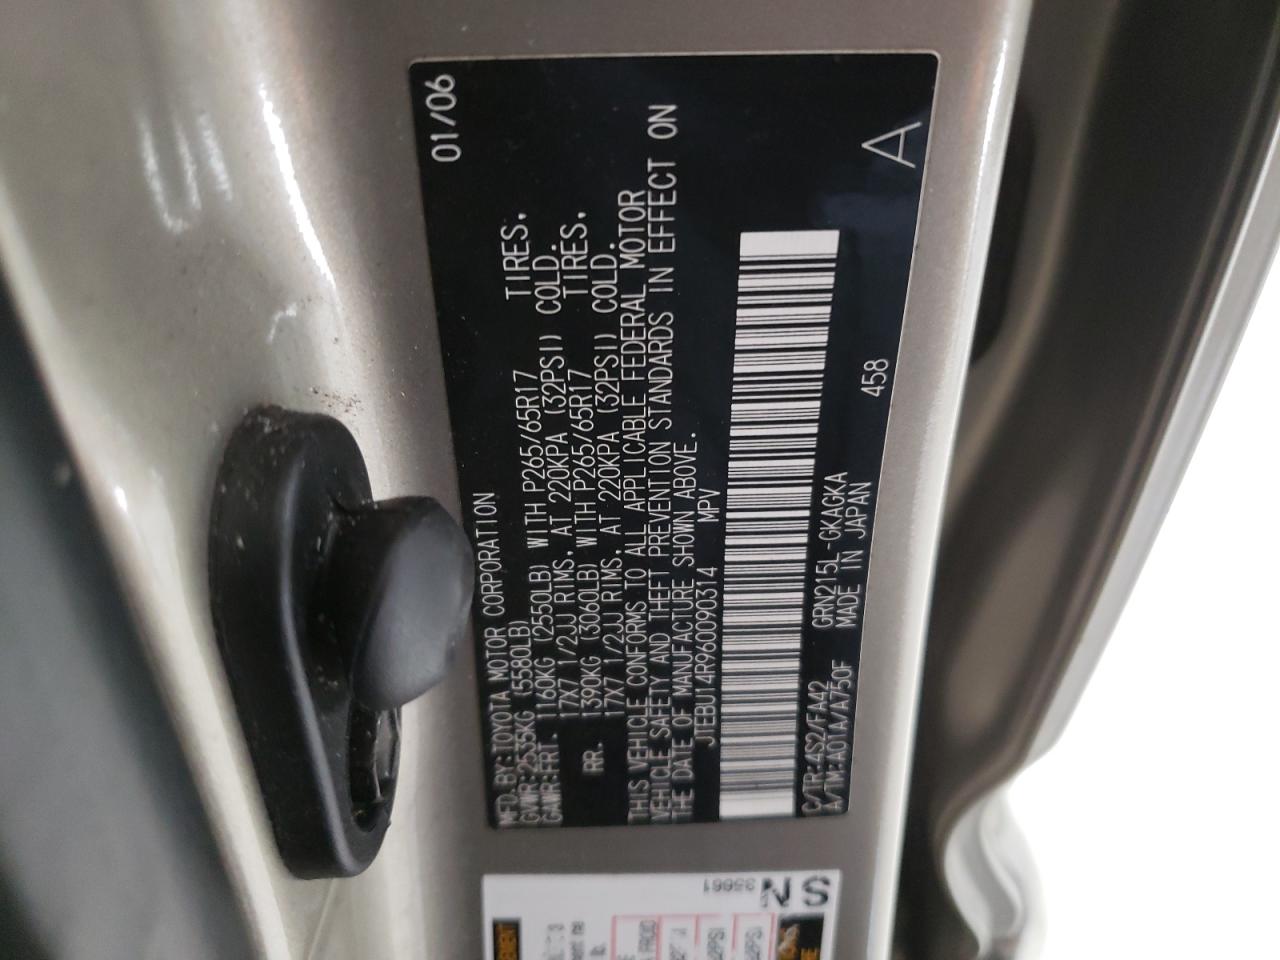 MFD. BY: TOYOTA MOTOR CORPORATION 01/06
GVWR: 2535KG (5580LB)
GAWR: FRT. 1160KG (2550LB) WITH P265/65R17 TIRES.
17X7 1/2JJ RIMS, AT 220KPA (32PSI) COLD.
RR. 1390KG (3060LB) WITH P265/65R17 TIRES.
17X7 1/2JJ RIMS, AT 220KPA (32PSI) COLD.
THIS VEHICLE CONFORMS TO ALL APPLICABLE FEDERAL MOTOR
VEHICLE SAFETY AND THEFT PREVENTION STANDARDS IN EFFECT ON
THE DATE OF MANUFACTURE SHOWN ABOVE.
JTEBU14R960090314 MPV
C/TR: 4S2/FA42 GRN215L-GKAGKA 458
A/TM: A01A/A750F MADE IN JAPAN
A
SN
35661